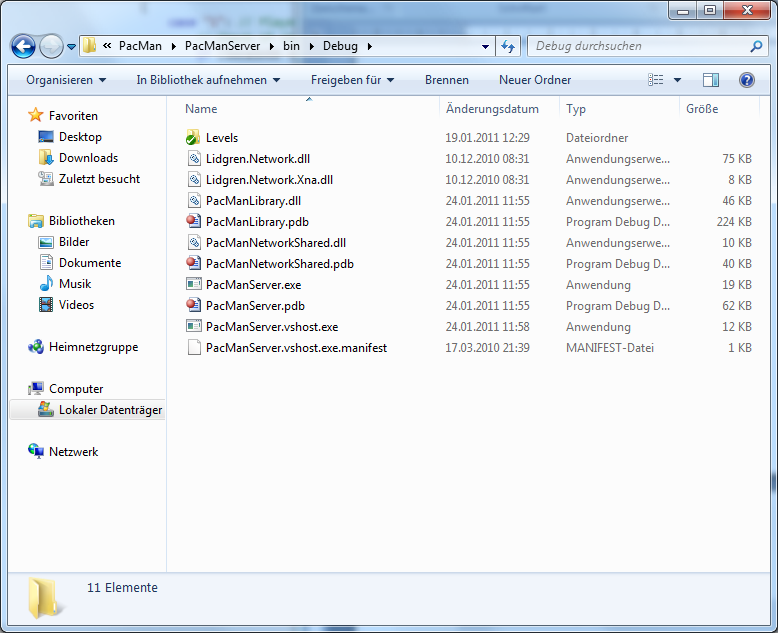 « PacMan ▸ PacManServer ▸ bin ▸ Debug ▸ Debug durchsuchen
Organisieren In Bibliothek aufnehmen Freigeben für Brennen Neuer Ordner
Favoriten
Desktop
Downloads
Zuletzt besucht
Bibliotheken
Bilder
Dokumente
Musik
Videos
Heimnetzgruppe
Computer
Lokaler Datenträger
Netzwerk
Name Änderungsdatum Typ Größe
Levels 19.01.2011 12:29 Dateiordner
Lidgren.Network.dll 10.12.2010 08:31 Anwendungserwe... 75 KB
Lidgren.Network.Xna.dll 10.12.2010 08:31 Anwendungserwe... 8 KB
PacManLibrary.dll 24.01.2011 11:55 Anwendungserwe... 46 KB
PacManLibrary.pdb 24.01.2011 11:55 Program Debug D... 224 KB
PacManNetworkShared.dll 24.01.2011 11:55 Anwendungserwe... 10 KB
PacManNetworkShared.pdb 24.01.2011 11:55 Program Debug D... 40 KB
PacManServer.exe 24.01.2011 11:55 Anwendung 19 KB
PacManServer.pdb 24.01.2011 11:55 Program Debug D... 62 KB
PacManServer.vshost.exe 24.01.2011 11:58 Anwendung 12 KB
PacManServer.vshost.exe.manifest 17.03.2010 21:39 MANIFEST-Datei 1 KB
11 Elemente